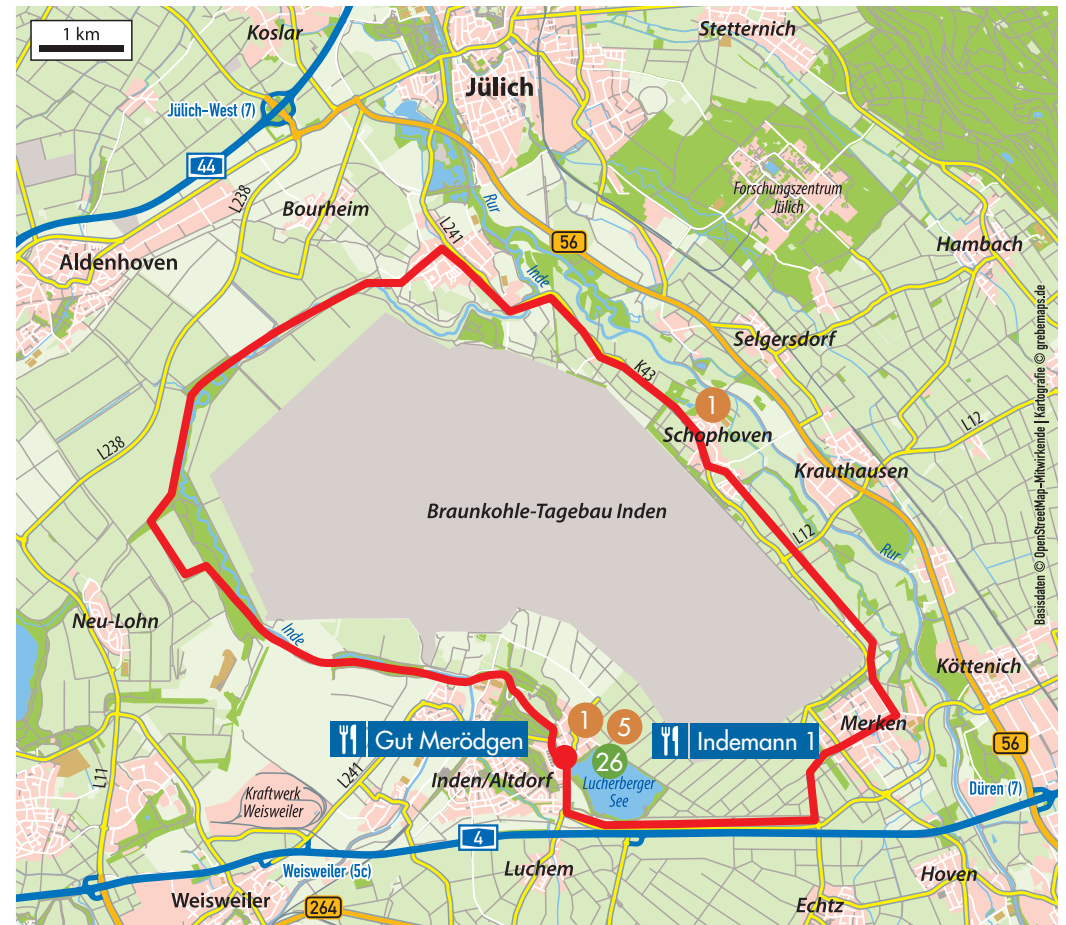 1 km
Koslar
Stetternich
Jülich
Jülich-West (7)
44
L238
Bourheim
L241
Rur
56
Forschungszentrum
Jülich
Hambach
Aldenhoven
Inde
Selgersdorf
K43
1
Schophoven
L12
L238
Krauthausen
Braunkohle-Tagebau Inden
L12
Rur
Neu-Lohn
Inde
Köttenich
1
5
Merken
Gut Merödgen
Indemann 1
56
26
Inden/Altdorf
Lucherberger
See
L11
L241
Kraftwerk
Weisweiler
Düren (7)
4
Weisweiler (5c)
Luchem
Hoven
Weisweiler
264
Echtz
Basisdaten © OpenStreetMap-Mitwirkende | Kartografie © grebemaps.de